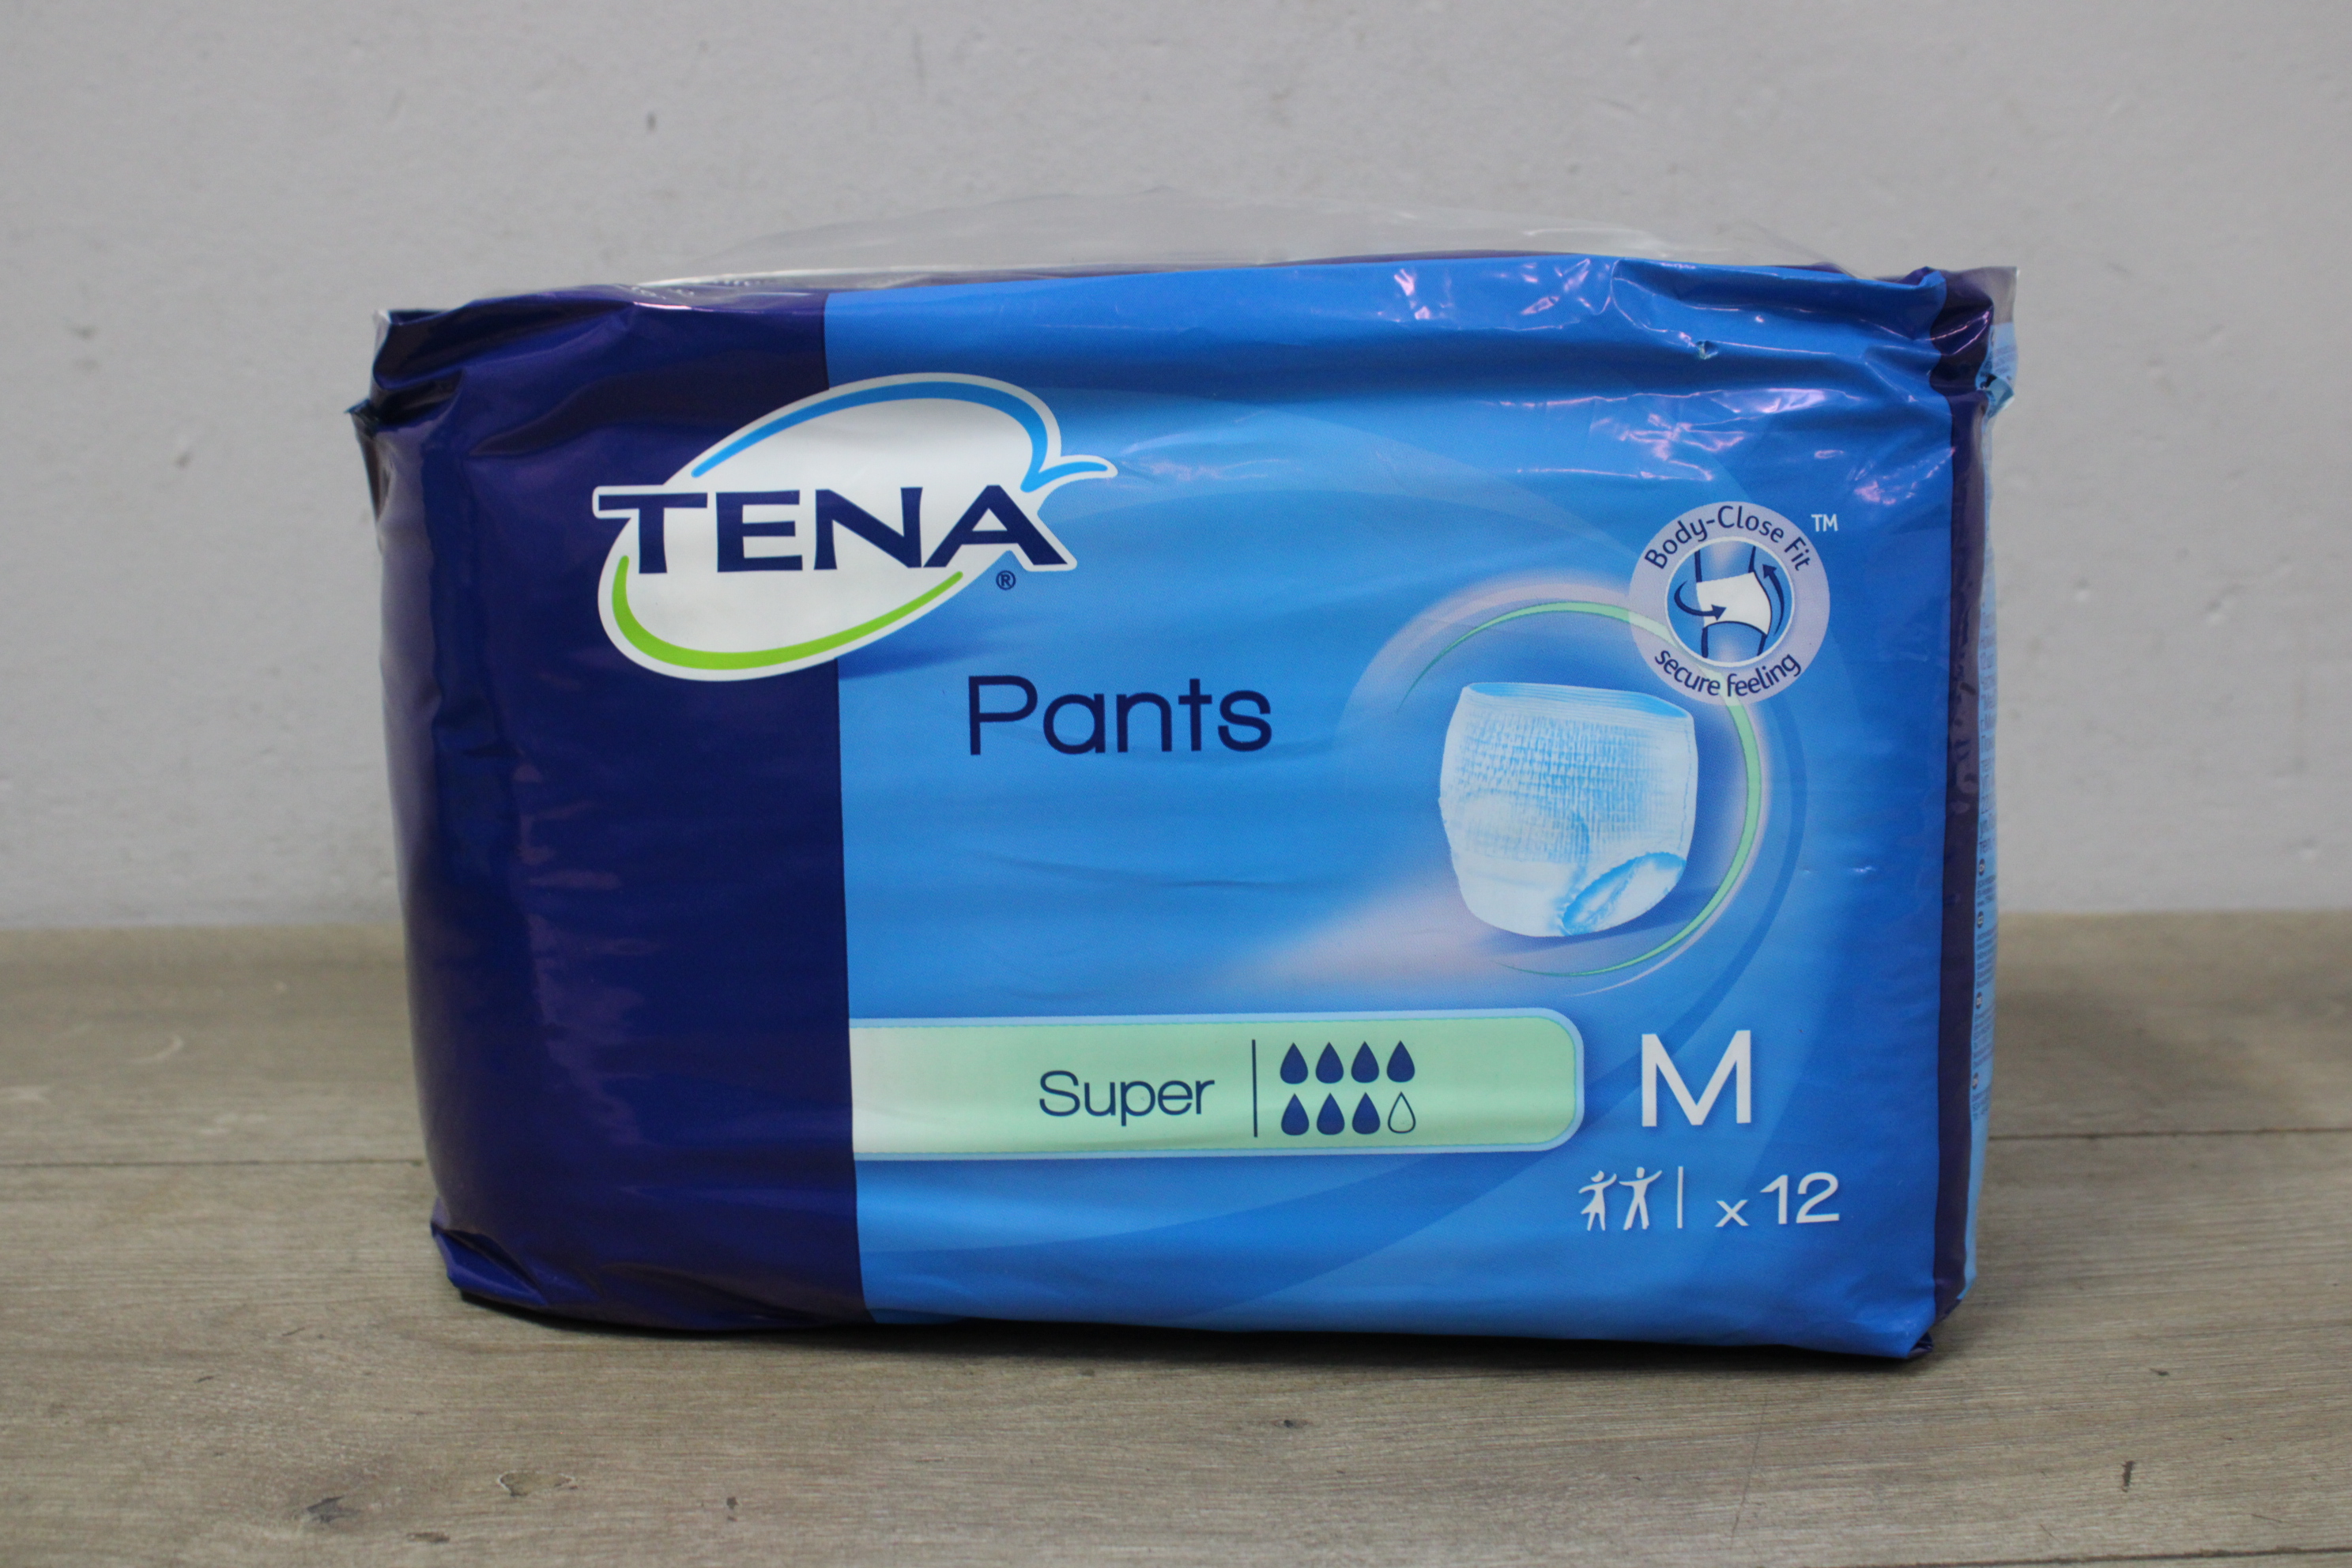 TENA
®
Pants
Body-Close Fit
™
secure feeling
Super
M
x 12